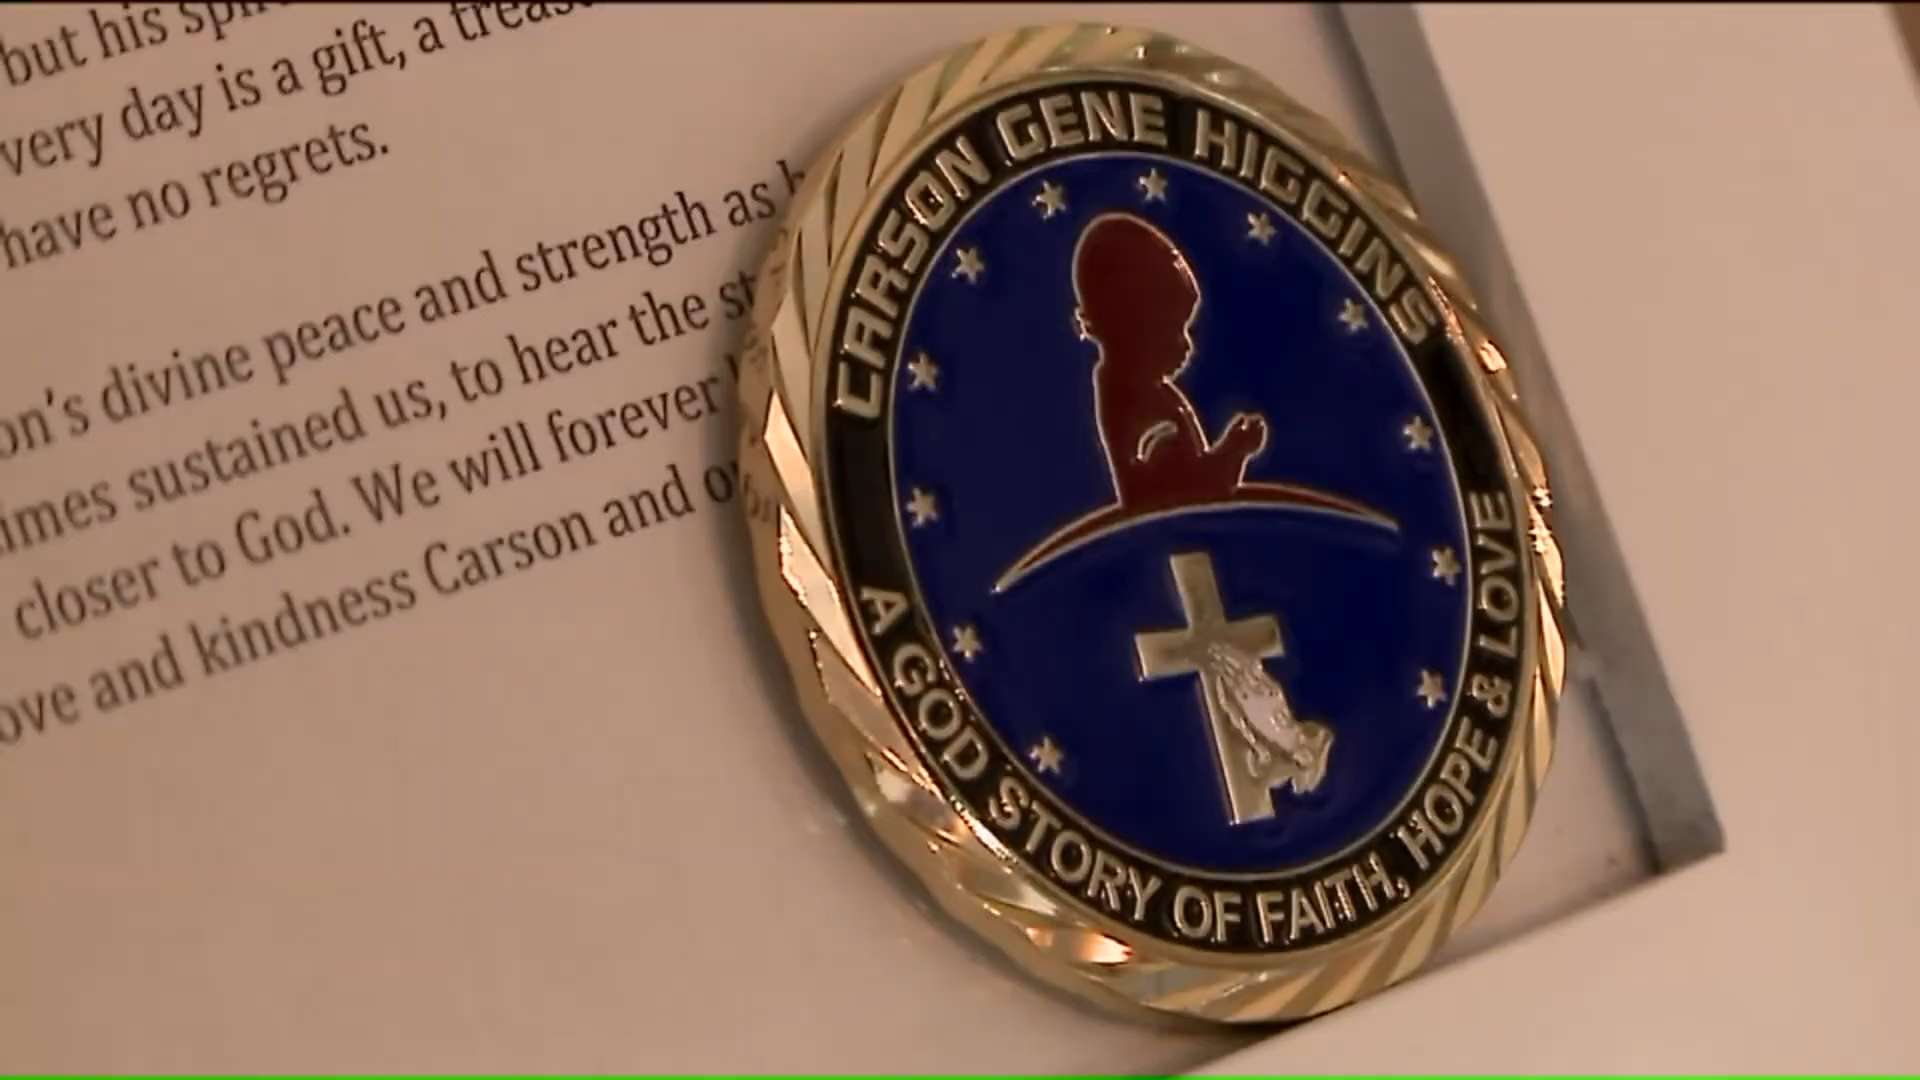 but his
very day is a gift, a
have no regrets.
on's divine peace and strength as
imes sustained us, to hear the
closer to God. We will forever
ove and kindness Carson and
CARSON GENE HIGGINS
A GOD STORY OF FAITH, HOPE & LOVE